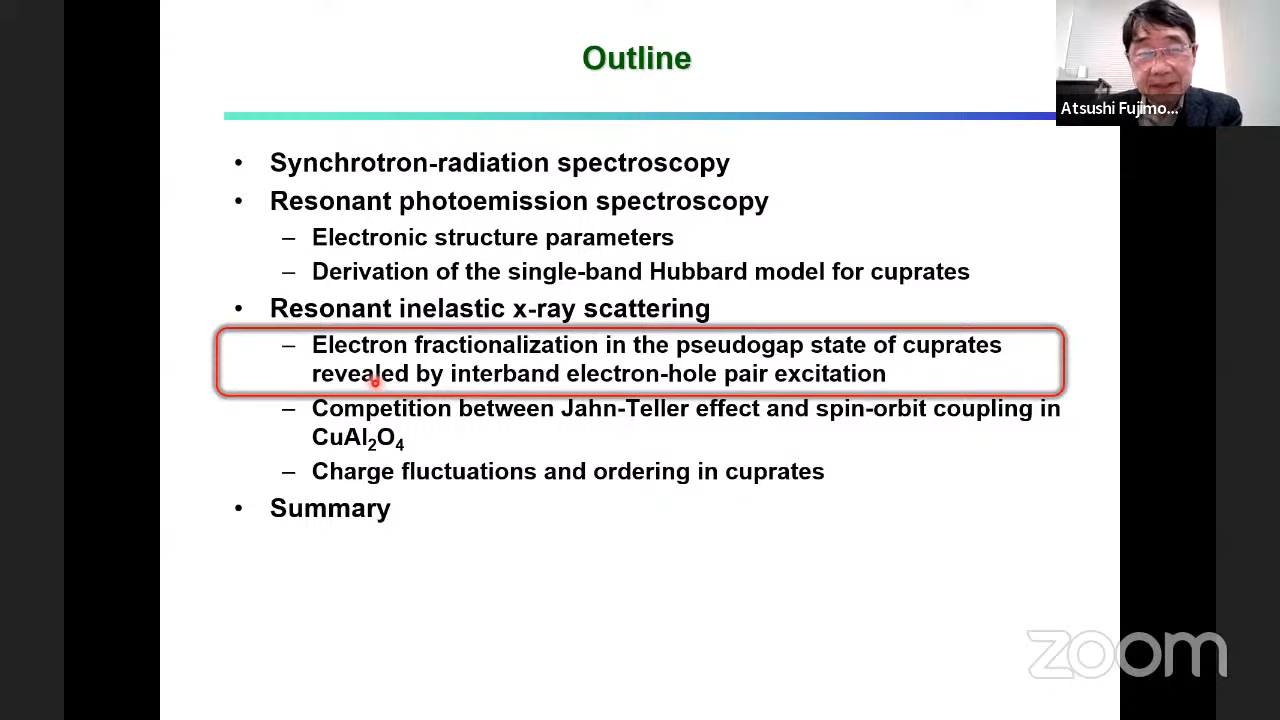 Outline
Atsushi Fujimo...
• Synchrotron-radiation spectroscopy
• Resonant photoemission spectroscopy
– Electronic structure parameters
– Derivation of the single-band Hubbard model for cuprates
• Resonant inelastic x-ray scattering
– Electron fractionalization in the pseudogap state of cuprates
revealed by interband electron-hole pair excitation
– Competition between Jahn-Teller effect and spin-orbit coupling in
CuAl₂O₄
– Charge fluctuations and ordering in cuprates
• Summary
zoom